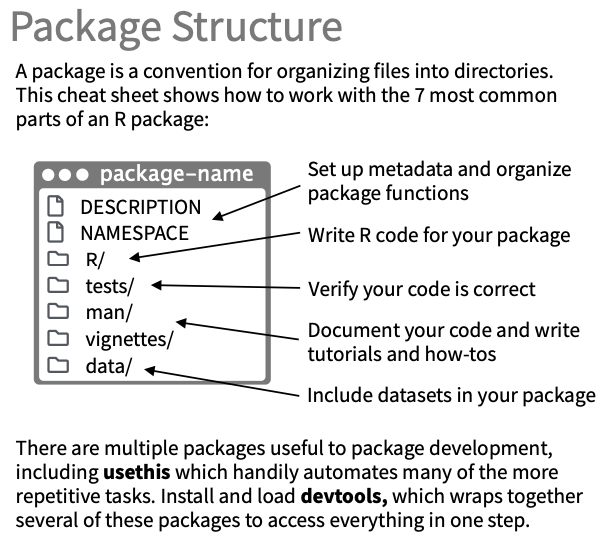 Package Structure
A package is a convention for organizing files into directories.
This cheat sheet shows how to work with the 7 most common
parts of an R package:
package-name
DESCRIPTION
NAMESPACE
R/
tests/
man/
vignettes/
data/
Set up metadata and organize
package functions
Write R code for your package
Verify your code is correct
Document your code and write
tutorials and how-tos
Include datasets in your package
There are multiple packages useful to package development,
including usethis which handily automates many of the more
repetitive tasks. Install and load devtools, which wraps together
several of these packages to access everything in one step.